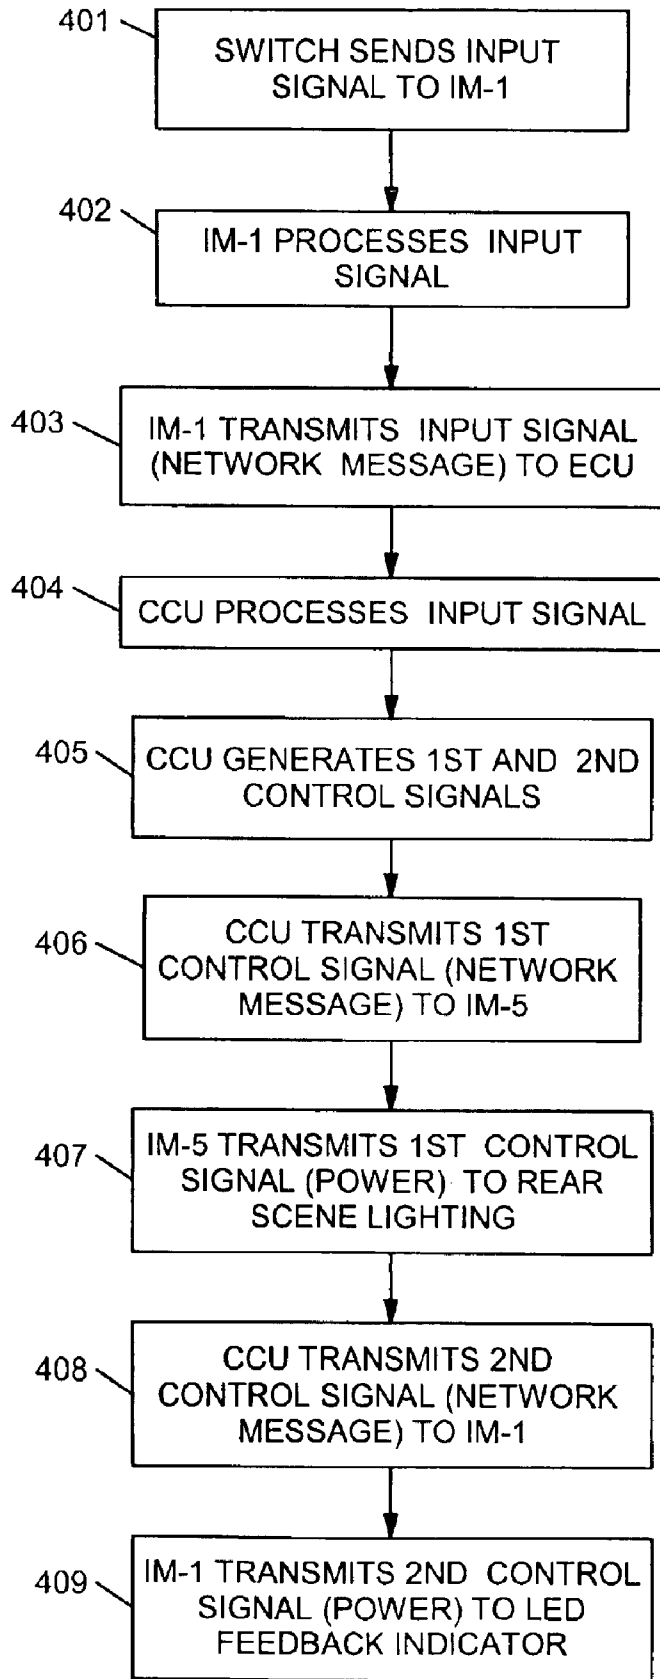 401
SWITCH SENDS INPUT
SIGNAL TO IM-1
402
IM-1 PROCESSES INPUT
SIGNAL
403
IM-1 TRANSMITS INPUT SIGNAL
(NETWORK MESSAGE) TO ECU
404
CCU PROCESSES INPUT SIGNAL
405
CCU GENERATES 1ST AND 2ND
CONTROL SIGNALS
406
CCU TRANSMITS 1ST
CONTROL SIGNAL (NETWORK
MESSAGE) TO IM-5
407
IM-5 TRANSMITS 1ST CONTROL
SIGNAL (POWER) TO REAR
SCENE LIGHTING
408
CCU TRANSMITS 2ND
CONTROL SIGNAL (NETWORK
MESSAGE) TO IM-1
409
IM-1 TRANSMITS 2ND CONTROL
SIGNAL (POWER) TO LED
FEEDBACK INDICATOR